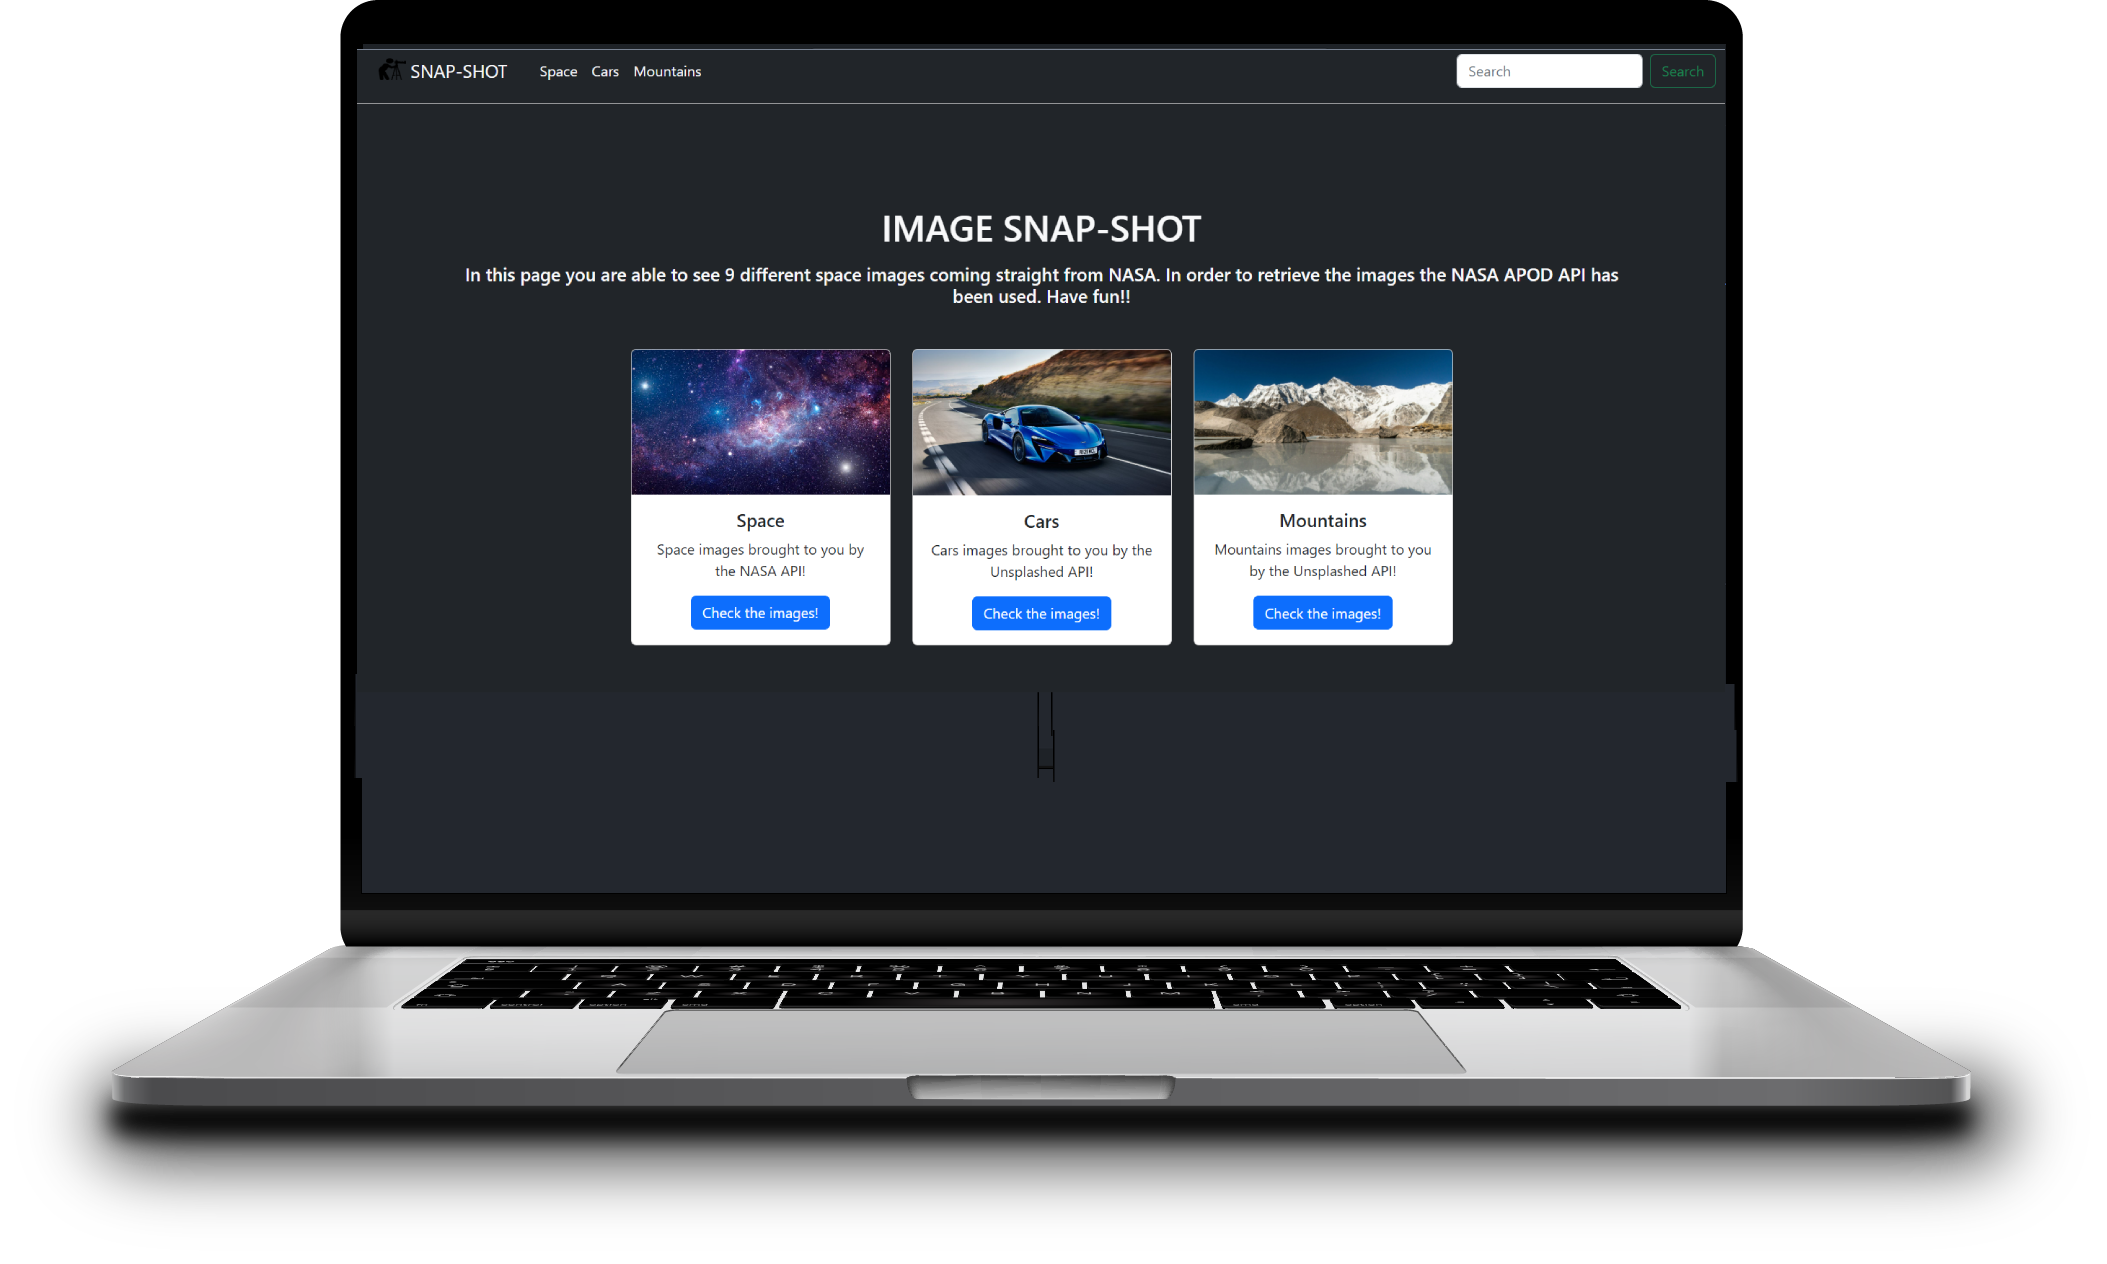 SNAP-SHOT Space Cars Mountains Search Search
IMAGE SNAP-SHOT
In this page you are able to see 9 different space images coming straight from NASA. In order to retrieve the images the NASA APOD API has
been used. Have fun!!
Space
Space images brought to you by
the NASA API!
Check the images!
Cars
Cars images brought to you by the
Unsplashed API!
Check the images!
Mountains
Mountains images brought to you
by the Unsplashed API!
Check the images!